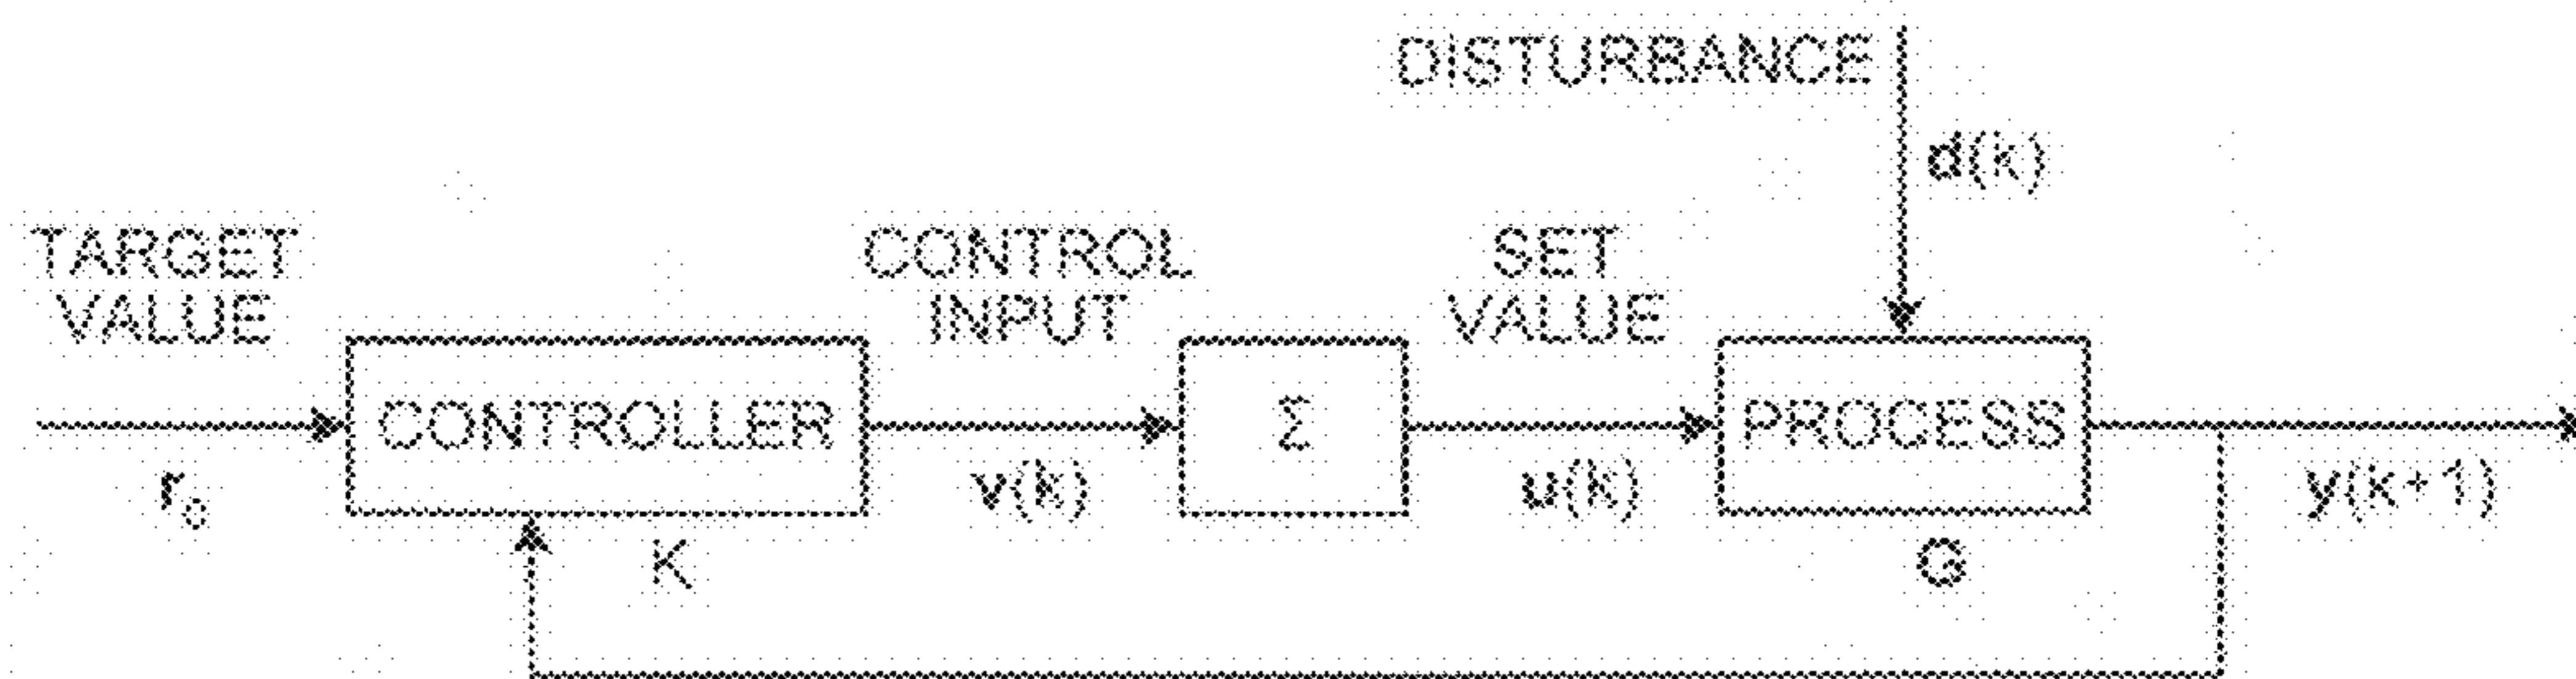 DISTURBANCE
d(k)
TARGET
VALUE
CONTROL
INPUT
SET
VALUE
CONTROLLER
Σ
PROCESS
r₀
v(k)
u(k)
y(k+1)
K
G